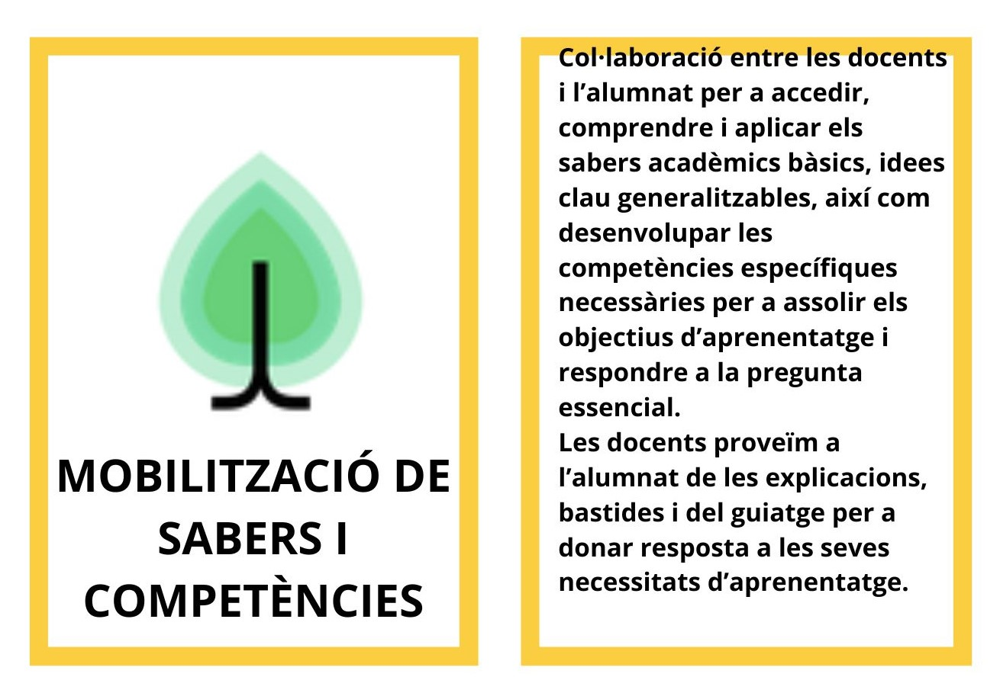 MOBILITZACIÓ DE
SABERS I
COMPETÈNCIES
Col·laboració entre les docents
i l’alumnat per a accedir,
comprendre i aplicar els
sabers acadèmics bàsics, idees
clau generalitzables, així com
desenvolupar les
competències específiques
necessàries per a assolir els
objectius d’aprenentatge i
respondre a la pregunta
essencial.
Les docents proveïm a
l’alumnat de les explicacions,
bastides i del guiatge per a
donar resposta a les seves
necessitats d’aprenentatge.